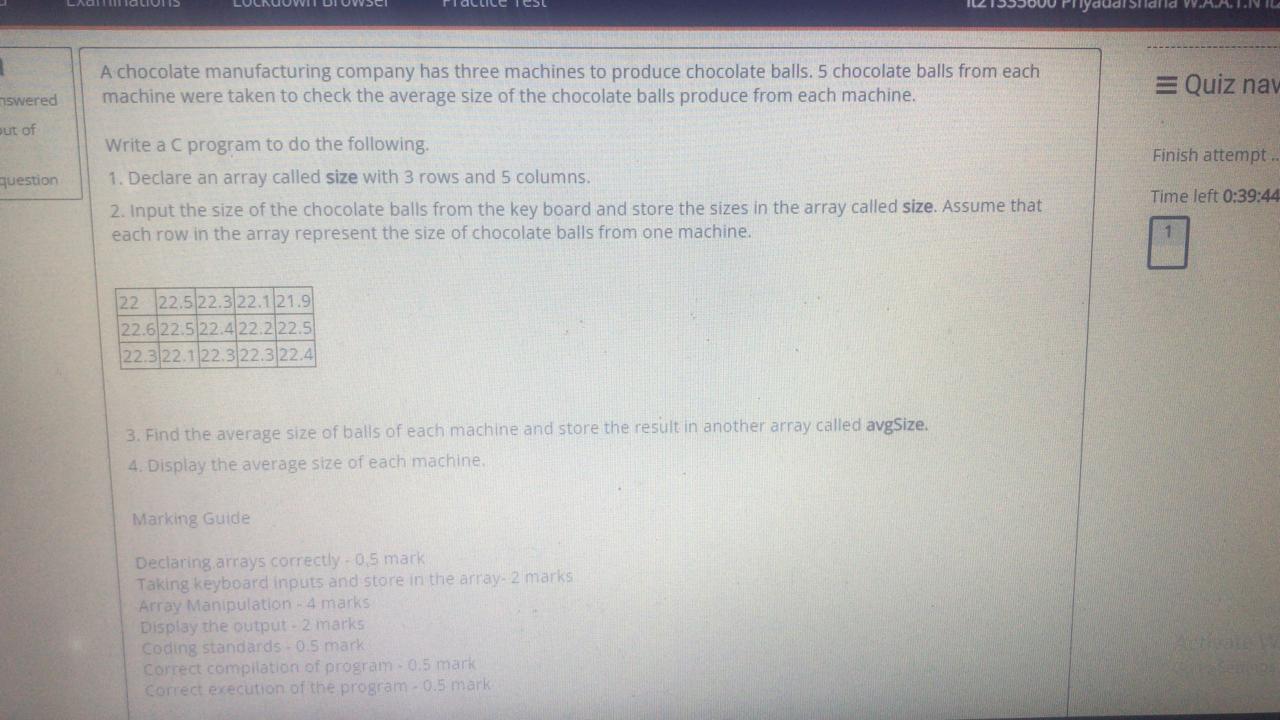 Examinations Lockdown Browser Practice Test
A chocolate manufacturing company has three machines to produce chocolate balls. 5 chocolate balls from each
machine were taken to check the average size of the chocolate balls produce from each machine.
Write a C program to do the following.
1. Declare an array called size with 3 rows and 5 columns.
2. Input the size of the chocolate balls from the key board and store the sizes in the array called size. Assume that
each row in the array represent the size of chocolate balls from one machine.
22 22.5 22.3 22.1 21.9
22.6 22.5 22.4 22.2 22.5
22.3 22.1 22.3 22.3 22.4
3. Find the average size of balls of each machine and store the result in another array called avgSize.
4. Display the average size of each machine.
Marking Guide
Declaring arrays correctly - 0,5 mark
Taking keyboard inputs and store in the array- 2 marks
Array Manipulation - 4 marks
Display the output - 2 marks
Coding standards - 0.5 mark
Correct compilation of program - 0.5 mark
Correct execution of the program - 0.5 mark
nswered
out of
question
Quiz nav
Finish attempt ..
Time left 0:39:44
1
Activate W